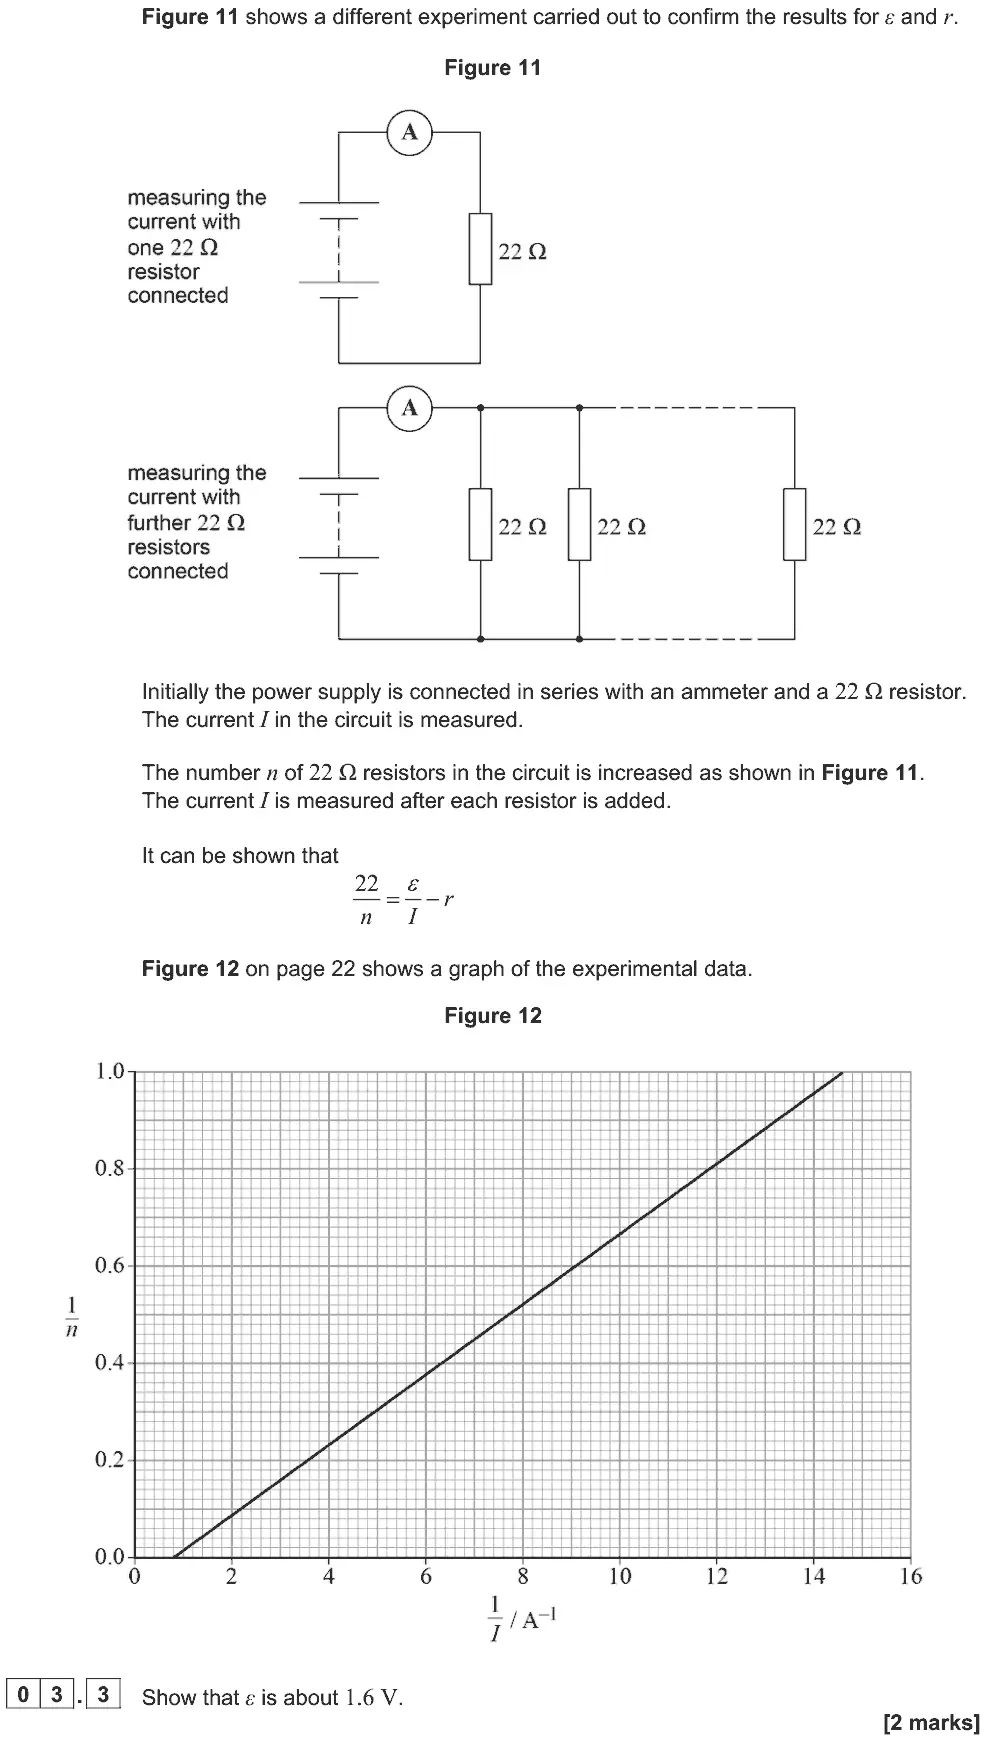 Figure 11 shows a different experiment carried out to confirm the results for ε and r.
Figure 11
A
measuring the
current with
one 22 Ω
resistor
connected
22 Ω
A
measuring the
current with
further 22 Ω
resistors
connected
22 Ω 22 Ω 22 Ω
Initially the power supply is connected in series with an ammeter and a 22 Ω resistor.
The current I in the circuit is measured.
The number n of 22 Ω resistors in the circuit is increased as shown in Figure 11.
The current I is measured after each resistor is added.
It can be shown that
22/n = ε/I − r
Figure 12 on page 22 shows a graph of the experimental data.
Figure 12
1.0
0.8
0.6
1/n
0.4
0.2
0.0
0 2 4 6 8 10 12 14 16
1/I / A⁻¹
0 3 . 3 Show that ε is about 1.6 V.
[2 marks]